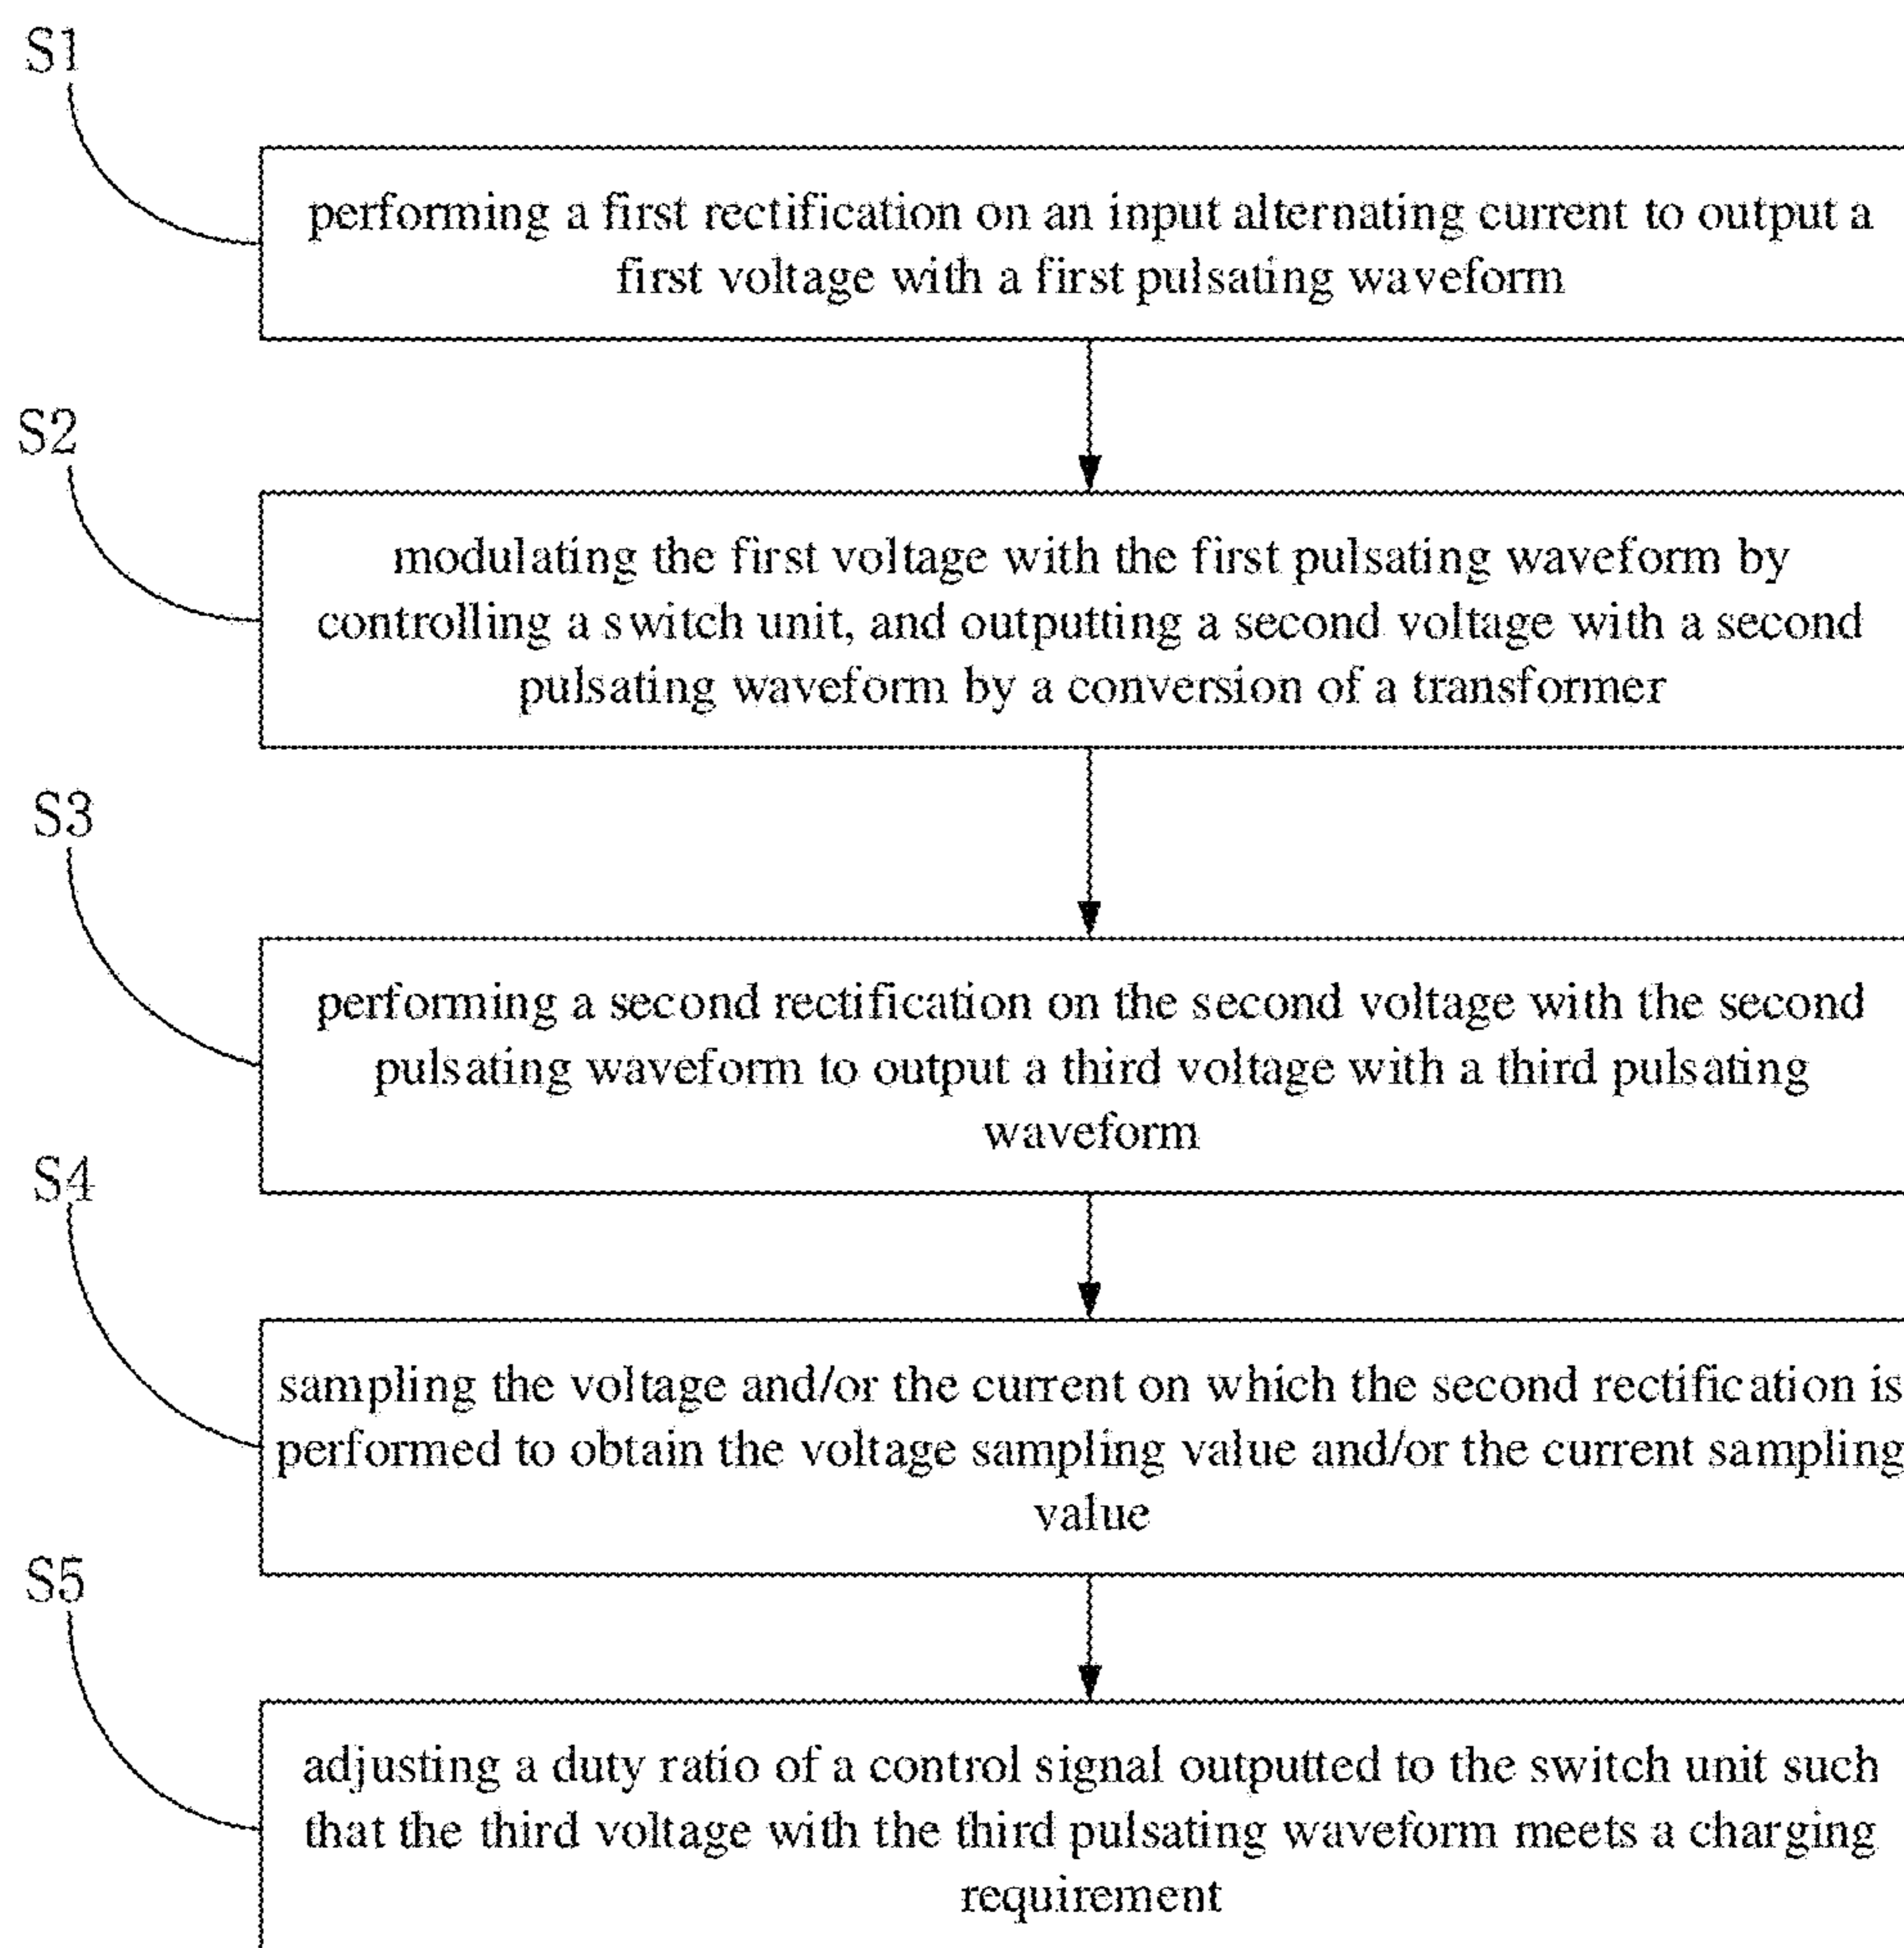 S1
performing a first rectification on an input alternating current to output a
first voltage with a first pulsating waveform
S2
modulating the first voltage with the first pulsating waveform by
controlling a switch unit, and outputting a second voltage with a second
pulsating waveform by a conversion of a transformer
S3
performing a second rectification on the second voltage with the second
pulsating waveform to output a third voltage with a third pulsating
waveform
S4
sampling the voltage and/or the current on which the second rectification is
performed to obtain the voltage sampling value and/or the current sampling
value
S5
adjusting a duty ratio of a control signal outputted to the switch unit such
that the third voltage with the third pulsating waveform meets a charging
requirement